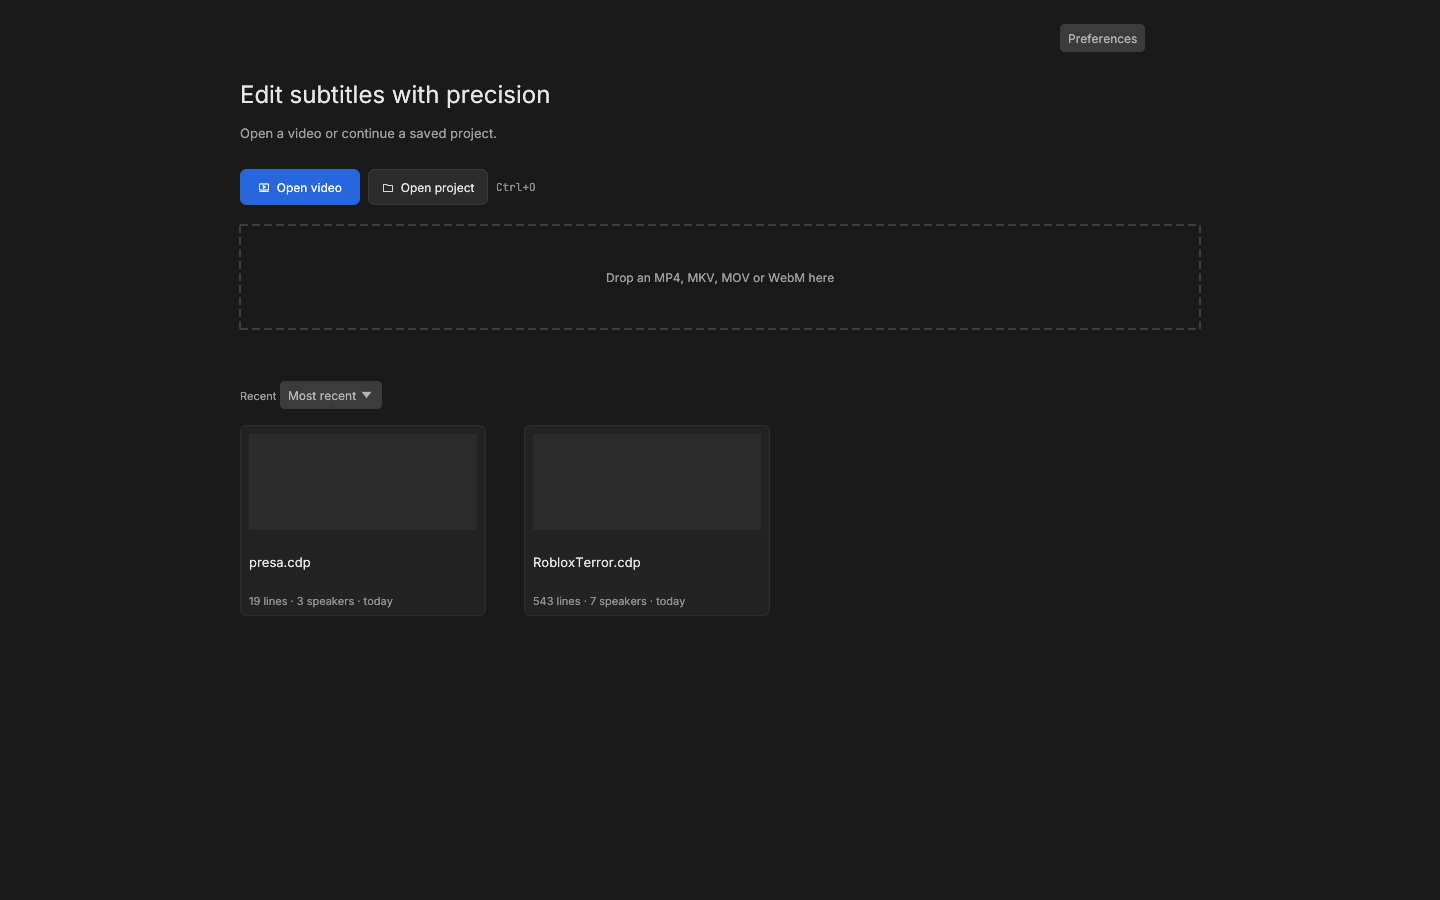 Preferences
Edit subtitles with precision
Open a video or continue a saved project.
Open video
Open project
Ctrl+O
Drop an MP4, MKV, MOV or WebM here
Recent
Most recent
presa.cdp
19 lines · 3 speakers · today
RobloxTerror.cdp
543 lines · 7 speakers · today